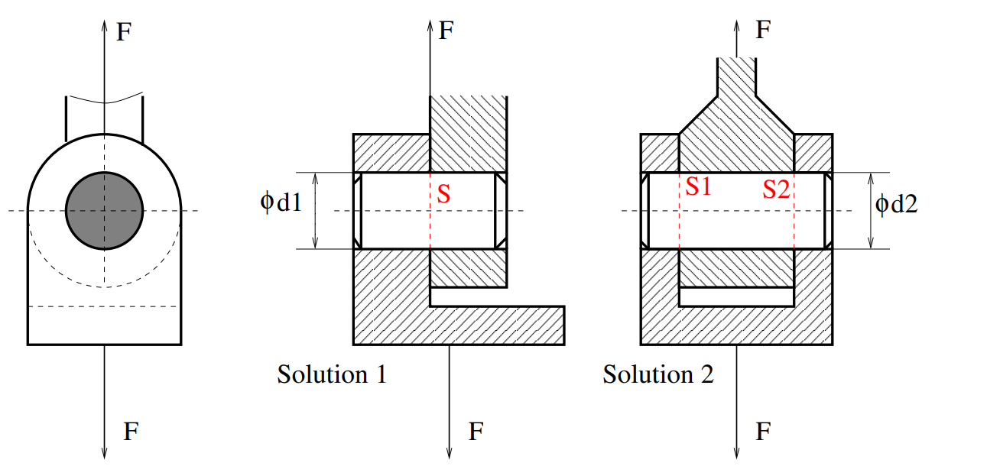 F
F
F
ϕd1
S
Solution 1
F
F
S1
S2
ϕd2
Solution 2
F